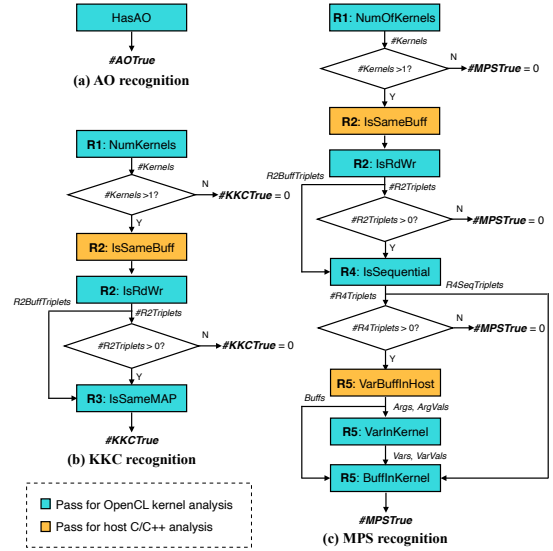 HasAO
#AOTrue
(a) AO recognition
R1: NumKernels
#Kernels
#Kernels>1?
N
#KKCTrue = 0
Y
R2: IsSameBuff
R2: IsRdWr
R2BuffTriplets
#R2Triplets
#R2Triplets > 0?
N
#KKCTrue = 0
Y
R3: IsSameMAP
#KKCTrue
(b) KKC recognition
Pass for OpenCL kernel analysis
Pass for host C/C++ analysis
R1: NumOfKernels
#Kernels
#Kernels>1?
N
#MPSTrue = 0
Y
R2: IsSameBuff
R2: IsRdWr
R2BuffTriplets
#R2Triplets
#R2Triplets > 0?
N
#MPSTrue = 0
Y
R4: IsSequential
#R4Triplets
R4SeqTriplets
#R4Triplets > 0?
N
#MPSTrue = 0
Y
R5: VarBuffInHost
Buffs
Args, ArgVals
R5: VarInKernel
Vars, VarVals
R5: BuffInKernel
#MPSTrue
(c) MPS recognition